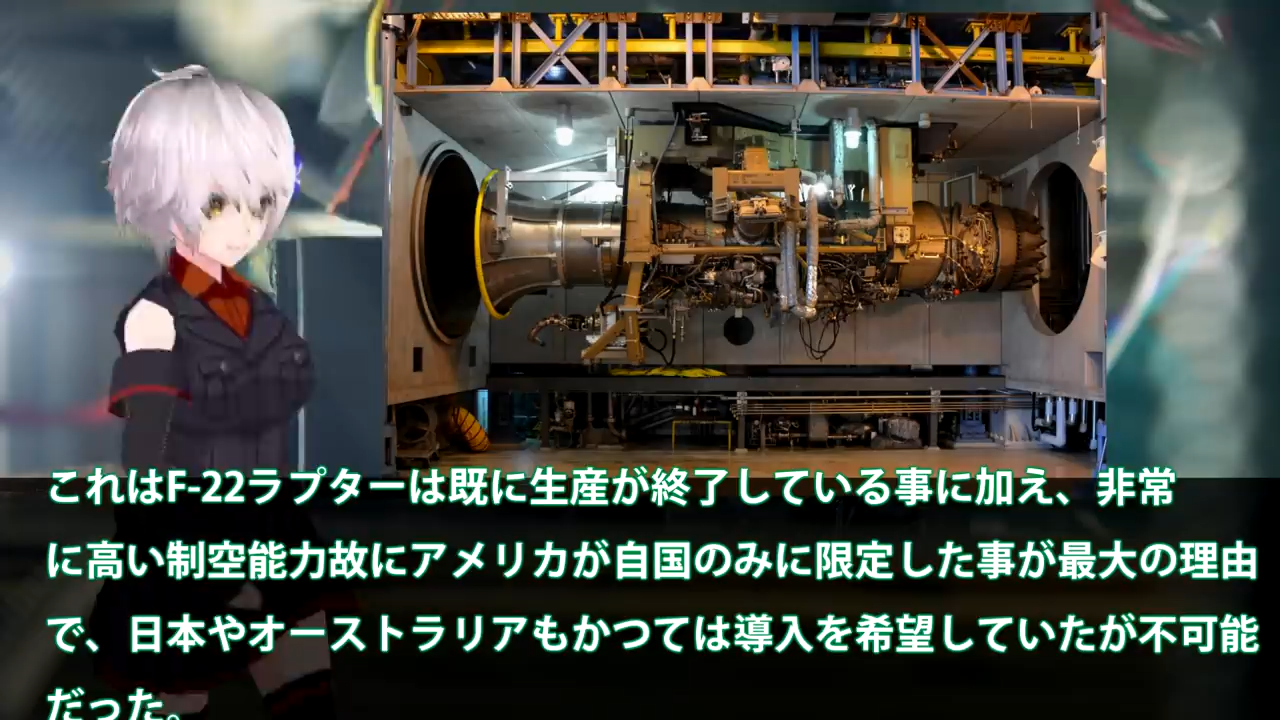 これはF-22ラプターは既に生産が終了している事に加え、非常
に高い制空能力故にアメリカが自国のみに限定した事が最大の理由
で、日本やオーストラリアもかつては導入を希望していたが不可能
だった。